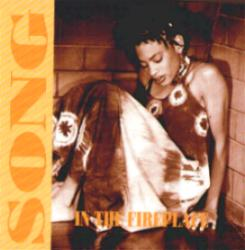 SONG
IN THE FIREPLACE